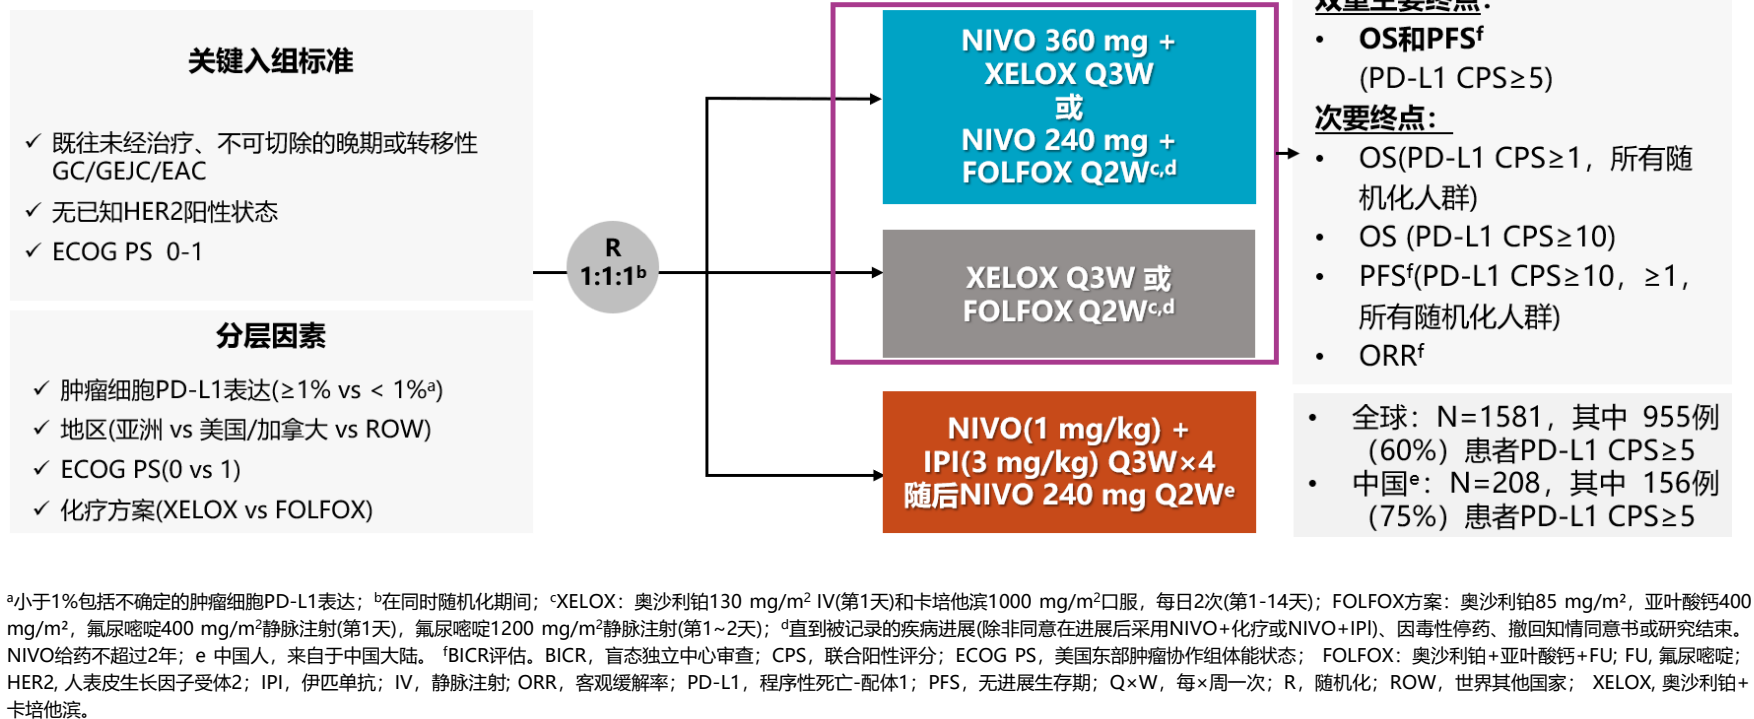 关键入组标准
✓ 既往未经治疗、不可切除的晚期或转移性
GC/GEJC/EAC
✓ 无已知HER2阳性状态
✓ ECOG PS 0-1
分层因素
✓ 肿瘤细胞PD-L1表达(≥1% vs < 1%ᵃ)
✓ 地区(亚洲 vs 美国/加拿大 vs ROW)
✓ ECOG PS(0 vs 1)
✓ 化疗方案(XELOX vs FOLFOX)
R
1:1:1ᵇ
NIVO 360 mg +
XELOX Q3W
或
NIVO 240 mg +
FOLFOX Q2Wᶜ,ᵈ
XELOX Q3W 或
FOLFOX Q2Wᶜ,ᵈ
NIVO(1 mg/kg) +
IPI(3 mg/kg) Q3W×4
随后NIVO 240 mg Q2Wᵉ
双重主要终点：
• OS和PFSᶠ
(PD-L1 CPS≥5)
次要终点：
• OS(PD-L1 CPS≥1，所有随
机化人群)
• OS (PD-L1 CPS≥10)
• PFSᶠ(PD-L1 CPS≥10，≥1，
所有随机化人群)
• ORRᶠ
• 全球：N=1581，其中 955例
（60%）患者PD-L1 CPS≥5
• 中国ᵉ：N=208，其中 156例
（75%）患者PD-L1 CPS≥5
ᵃ小于1%包括不确定的肿瘤细胞PD-L1表达；ᵇ在同时随机化期间；ᶜXELOX：奥沙利铂130 mg/m² IV(第1天)和卡培他滨1000 mg/m²口服，每日2次(第1-14天)；FOLFOX方案：奥沙利铂85 mg/m²，亚叶酸钙400
mg/m²，氟尿嘧啶400 mg/m²静脉注射(第1天)，氟尿嘧啶1200 mg/m²静脉注射(第1~2天)；ᵈ直到被记录的疾病进展(除非同意在进展后采用NIVO+化疗或NIVO+IPI)、因毒性停药、撤回知情同意书或研究结束。
NIVO给药不超过2年；e 中国人，来自于中国大陆。 ᶠBICR评估。BICR，盲态独立中心审查；CPS，联合阳性评分；ECOG PS，美国东部肿瘤协作组体能状态； FOLFOX：奥沙利铂+亚叶酸钙+FU; FU, 氟尿嘧啶；
HER2, 人表皮生长因子受体2；IPI，伊匹单抗；IV，静脉注射; ORR，客观缓解率；PD-L1，程序性死亡-配体1；PFS，无进展生存期；Q×W，每×周一次；R，随机化；ROW，世界其他国家； XELOX, 奥沙利铂+
卡培他滨。